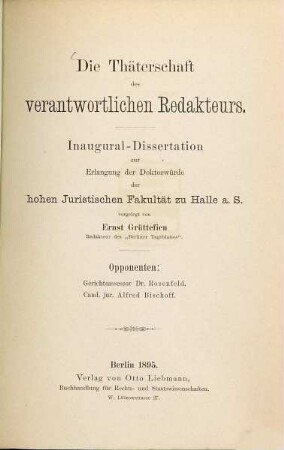 Die Thäterschaft
des
verantwortlichen Redakteurs.
Inaugural-Dissertation
zur
Erlangung der Doktorwürde
der
hohen Juristischen Fakultät zu Halle a. S.
vorgelegt von
Ernst Grüttefien
Redakteur des „Berliner Tageblattes“.
Opponenten:
Gerichtsassessor Dr. Rosenfeld.
Cand. jur. Alfred Bischoff.
Berlin 1895.
Verlag von Otto Liebmann,
Buchhandlung für Rechts- und Staatswissenschaften.
W. Lützowstrasse 27.